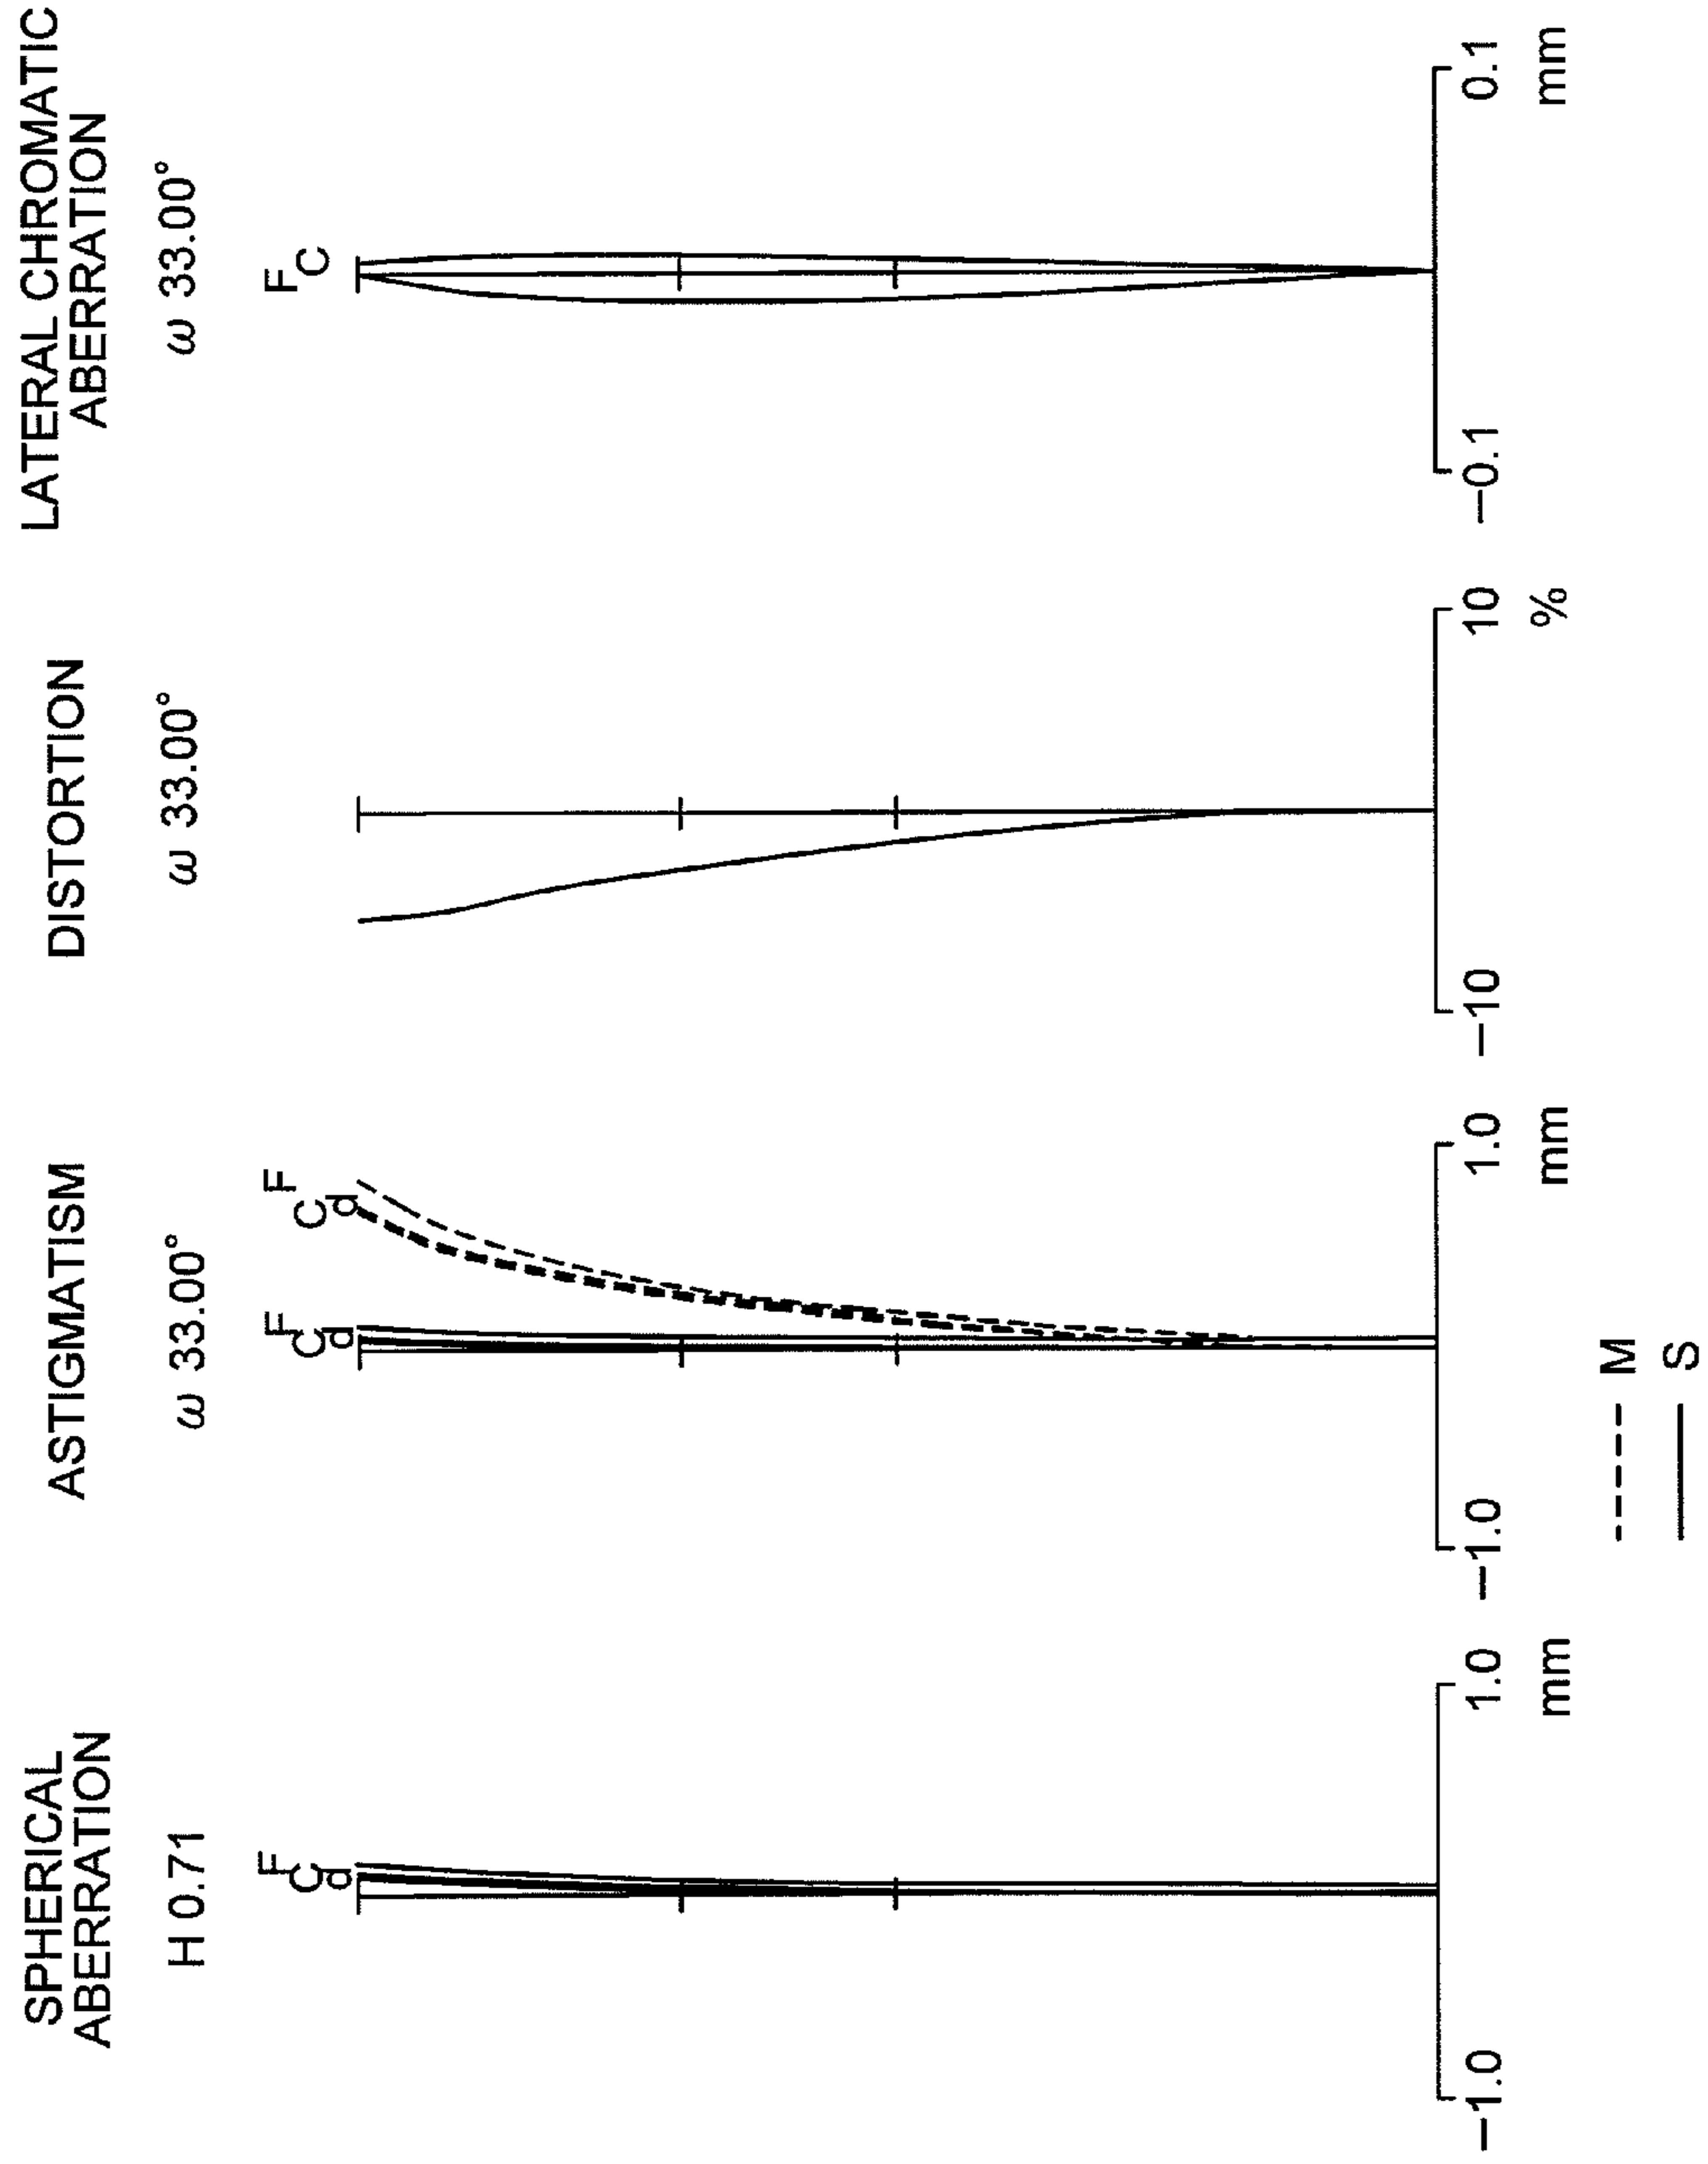 SPHERICAL
ABERRATION
H 0.71
F
C
d
−1.0
1.0
mm
ASTIGMATISM
ω 33.00°
F
C
d
F
C
d
−1.0
1.0
mm
M
S
DISTORTION
ω 33.00°
−10
10
%
LATERAL CHROMATIC
ABERRATION
ω 33.00°
F
C
−0.1
0.1
mm